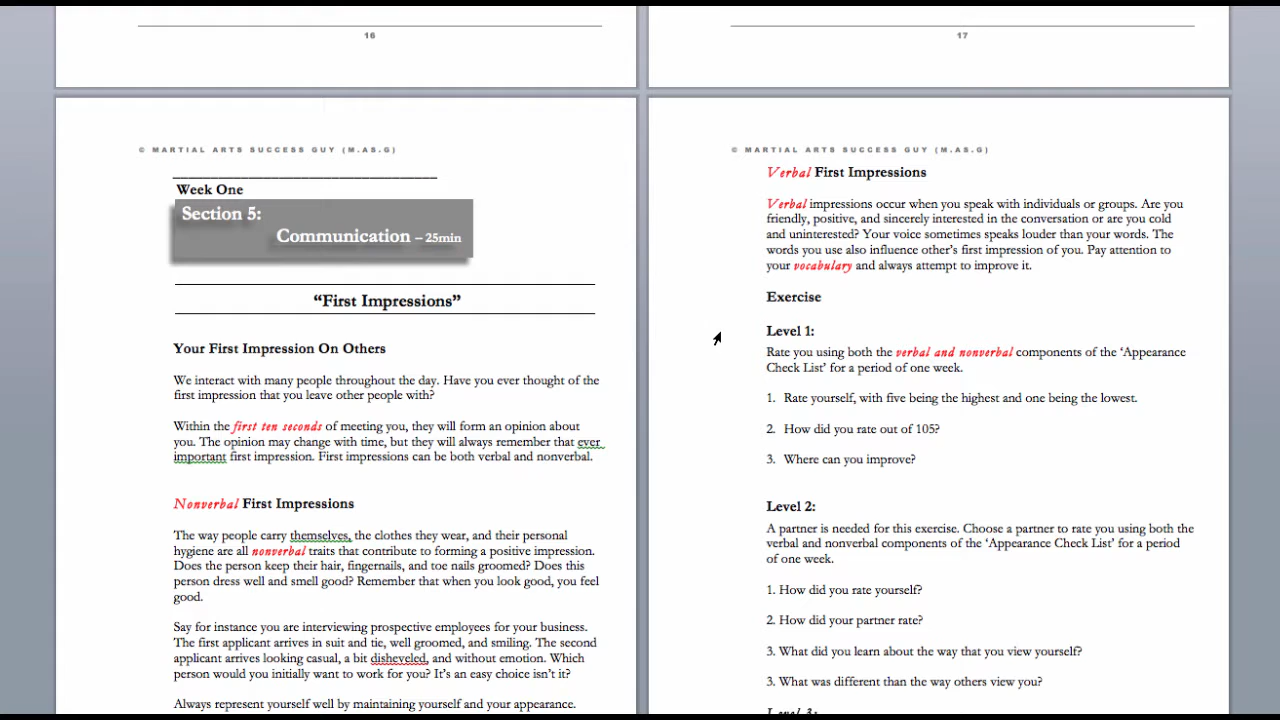 16
17
© MARTIAL ARTS SUCCESS GUY (M.AS.G)
Week One
Section 5:
Communication – 25min
“First Impressions”
Your First Impression On Others
We interact with many people throughout the day. Have you ever thought of the
first impression that you leave other people with?
Within the first ten seconds of meeting you, they will form an opinion about
you. The opinion may change with time, but they will always remember that ever
important first impression. First impressions can be both verbal and nonverbal.
Nonverbal First Impressions
The way people carry themselves, the clothes they wear, and their personal
hygiene are all nonverbal traits that contribute to forming a positive impression.
Does the person keep their hair, fingernails, and toe nails groomed? Does this
person dress well and smell good? Remember that when you look good, you feel
good.
Say for instance you are interviewing prospective employees for your business.
The first applicant arrives in suit and tie, well groomed, and smiling. The second
applicant arrives looking casual, a bit disheveled, and without emotion. Which
person would you initially want to work for you? It’s an easy choice isn’t it?
Always represent yourself well by maintaining yourself and your appearance.
© MARTIAL ARTS SUCCESS GUY (M.AS.G)
Verbal First Impressions
Verbal impressions occur when you speak with individuals or groups. Are you
friendly, positive, and sincerely interested in the conversation or are you cold
and uninterested? Your voice sometimes speaks louder than your words. The
words you use also influence other’s first impression of you. Pay attention to
your vocabulary and always attempt to improve it.
Exercise
Level 1:
Rate you using both the verbal and nonverbal components of the ‘Appearance
Check List’ for a period of one week.
1. Rate yourself, with five being the highest and one being the lowest.
2. How did you rate out of 105?
3. Where can you improve?
Level 2:
A partner is needed for this exercise. Choose a partner to rate you using both the
verbal and nonverbal components of the ‘Appearance Check List’ for a period
of one week.
1. How did you rate yourself?
2. How did your partner rate?
3. What did you learn about the way that you view yourself?
3. What was different than the way others view you?
Level 3: